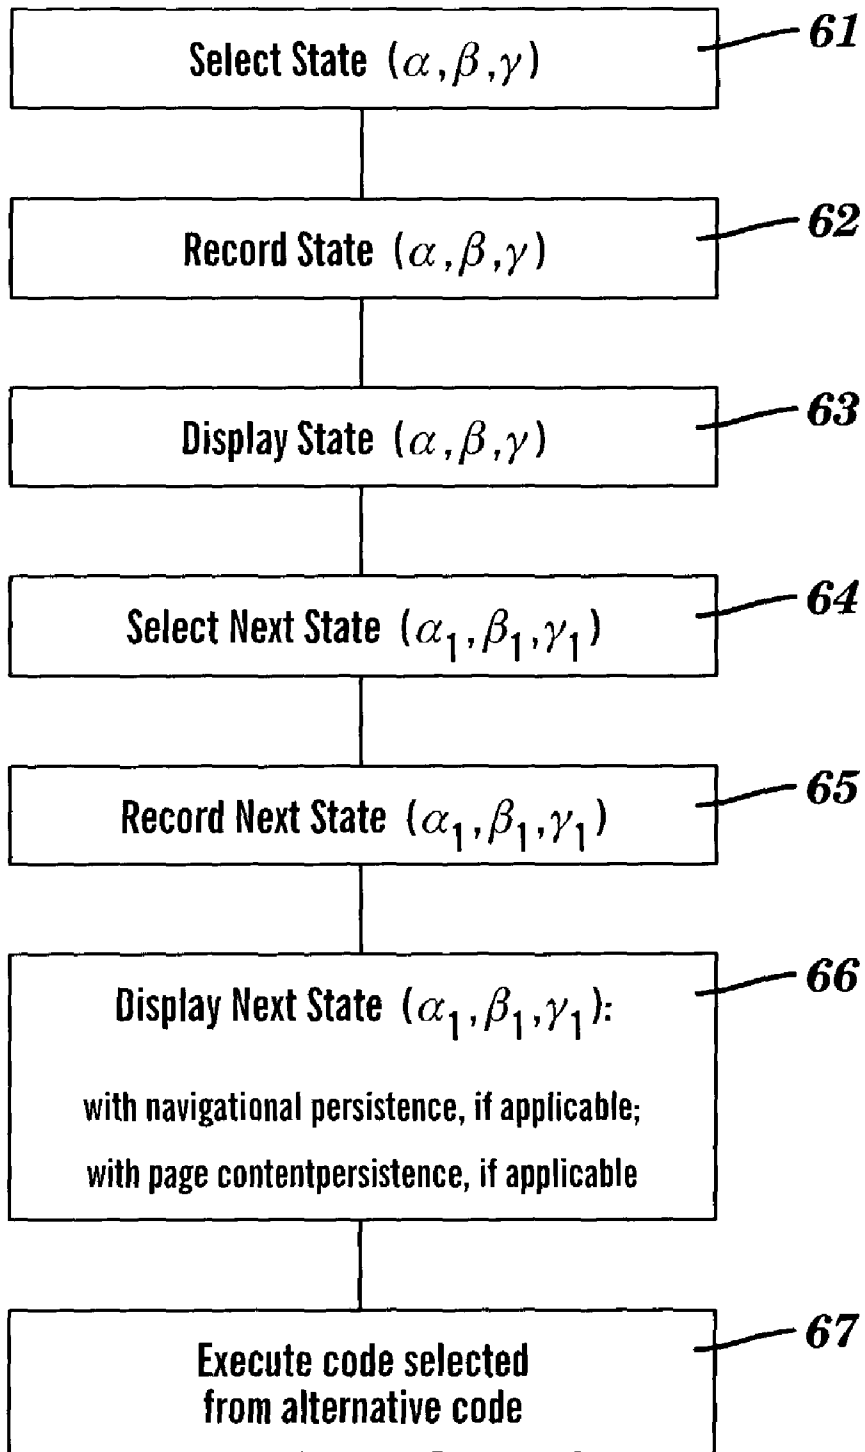 Select State (α,β,γ) 61
Record State (α,β,γ) 62
Display State (α,β,γ) 63
Select Next State (α₁,β₁,γ₁) 64
Record Next State (α₁,β₁,γ₁) 65
Display Next State (α₁,β₁,γ₁): 66
with navigational persistence, if applicable;
with page contentpersistence, if applicable
Execute code selected 67
from alternative code